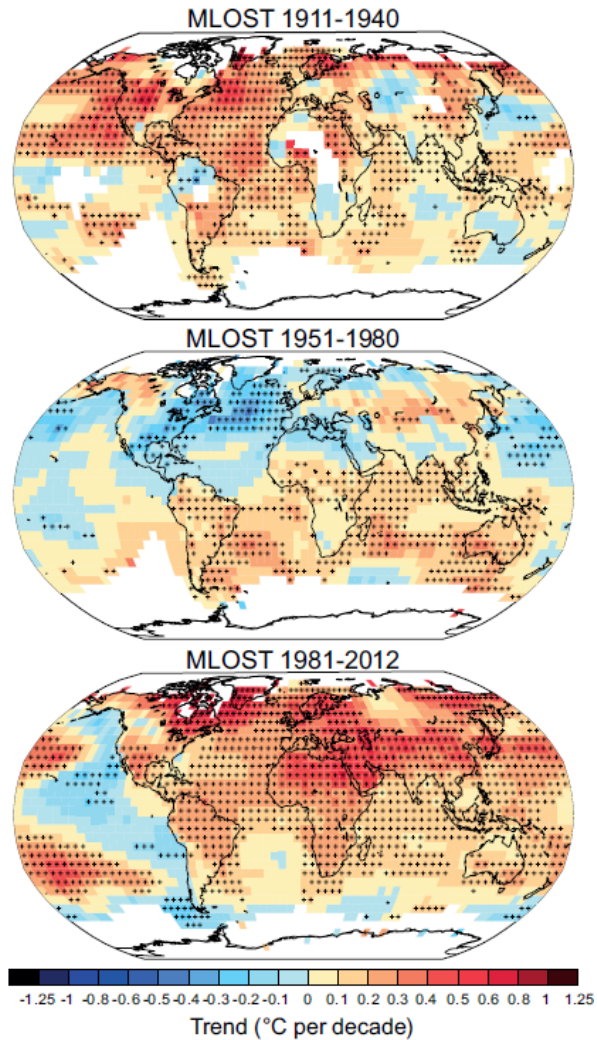 MLOST 1911-1940
MLOST 1951-1980
MLOST 1981-2012
-1.25 -1 -0.8 -0.6 -0.4 -0.3 -0.2 -0.1 0 0.1 0.2 0.3 0.4 0.5 0.6 0.8 1 1.25
Trend (°C per decade)